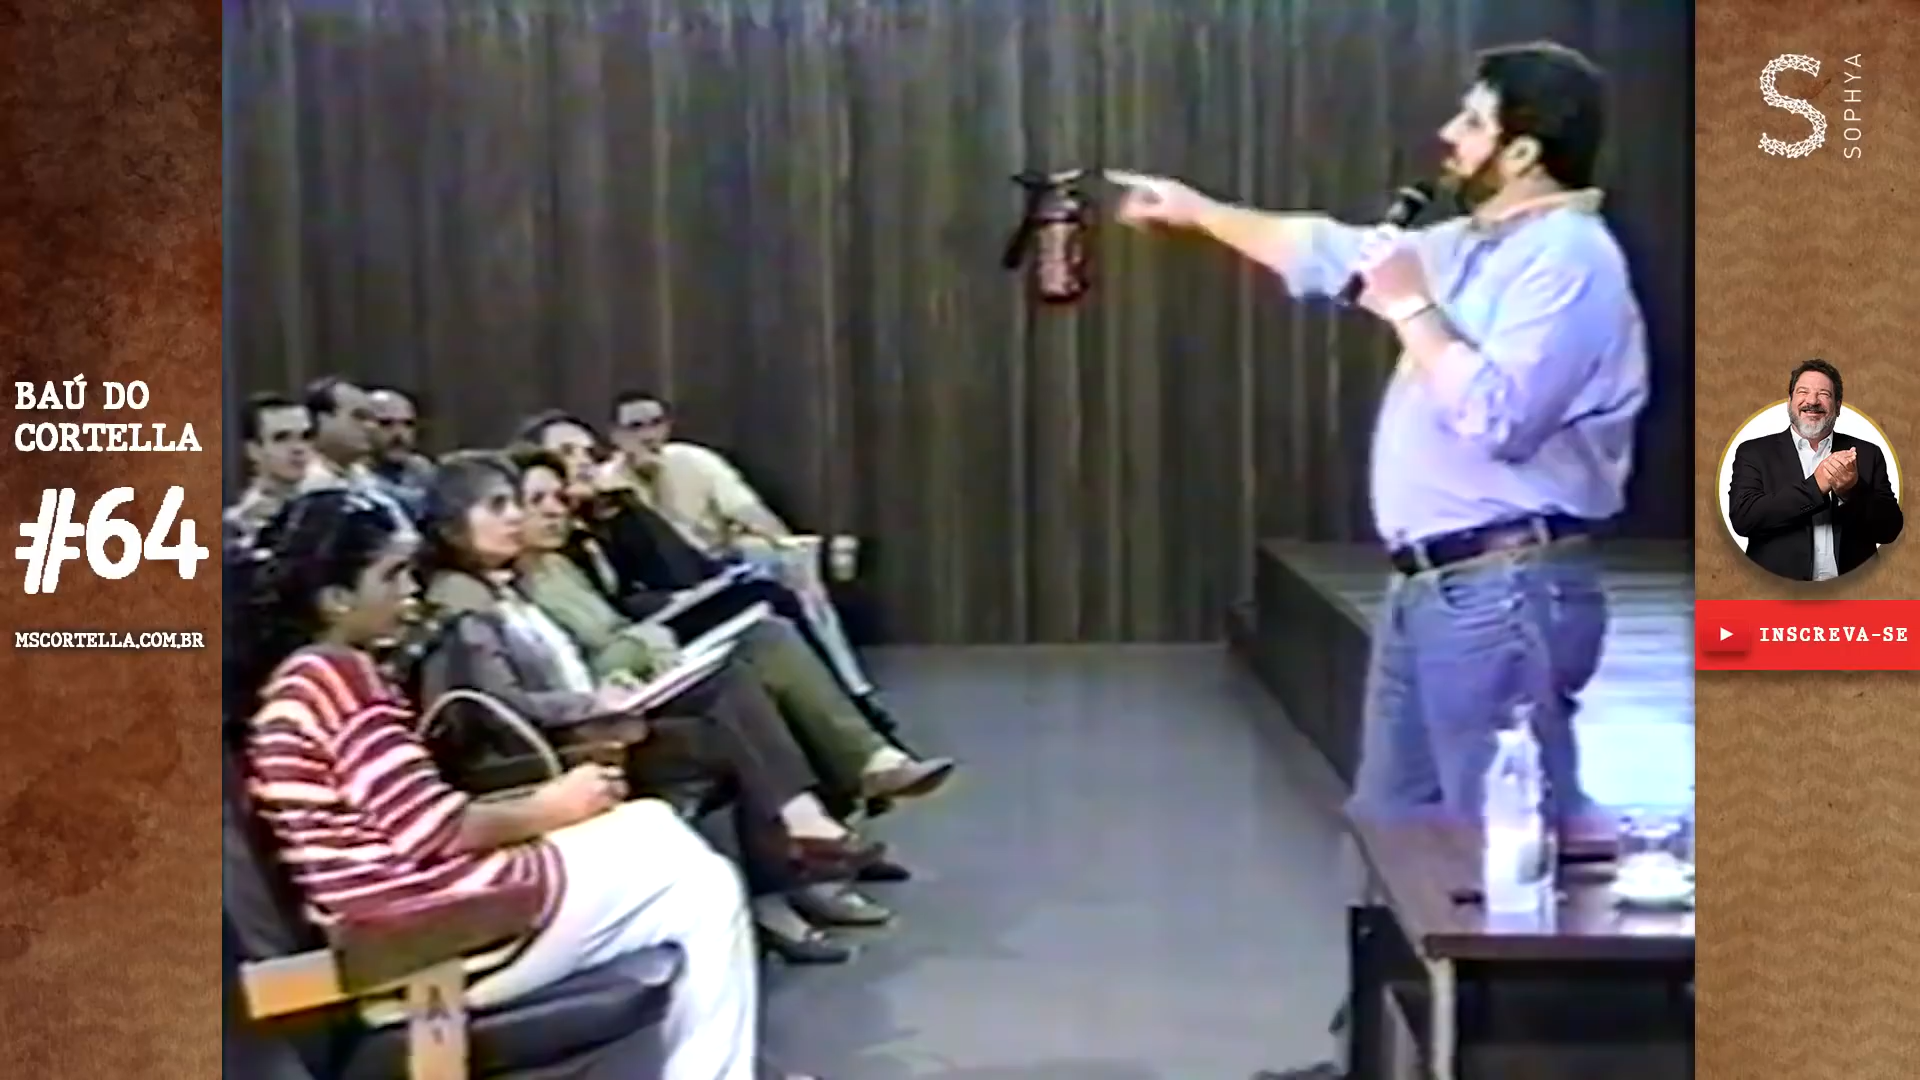 BAÚ DO
CORTELLA
#64
MSCORTELLA.COM.BR
S
SOPHYA
INSCREVA-SE